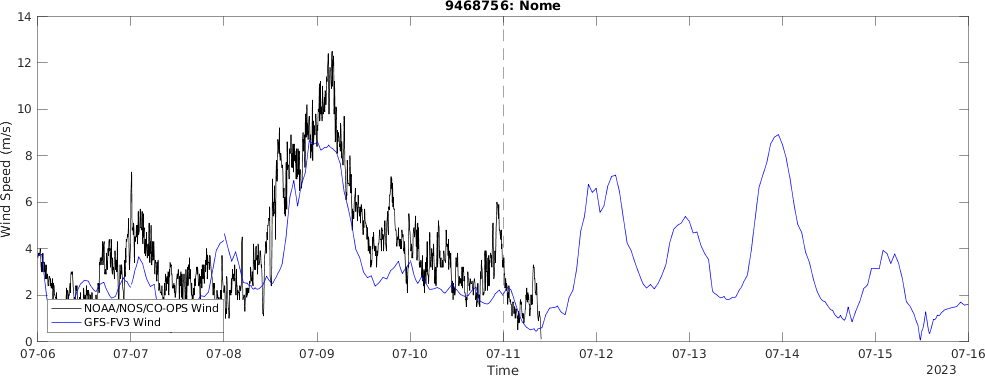 9468756: Nome
14
12
10
8
6
4
2
0
Wind Speed (m/s)
NOAA/NOS/CO-OPS Wind
GFS-FV3 Wind
07-06 07-07 07-08 07-09 07-10 07-11 07-12 07-13 07-14 07-15 07-16
Time
2023